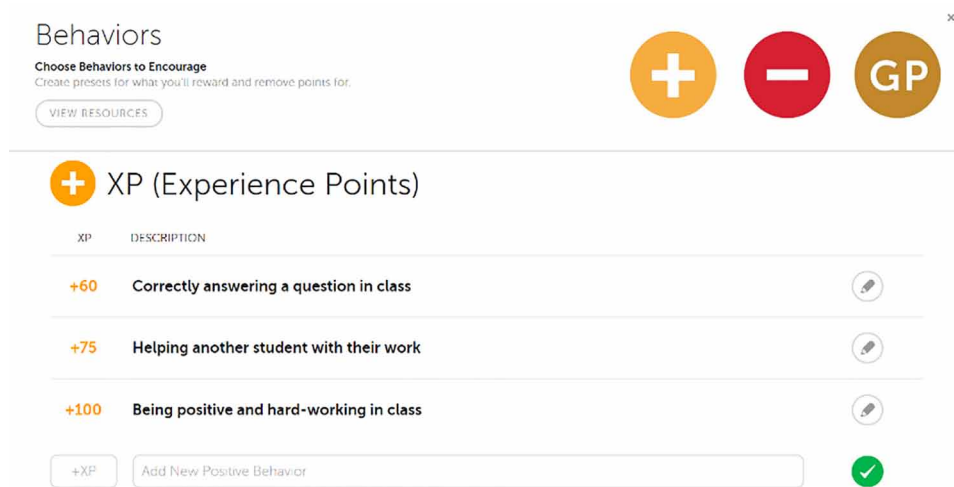 Behaviors
Choose Behaviors to Encourage
Create presets for what you'll reward and remove points for.
VIEW RESOURCES
GP
XP (Experience Points)
XP DESCRIPTION
+60 Correctly answering a question in class
+75 Helping another student with their work
+100 Being positive and hard-working in class
+XP Add New Positive Behavior